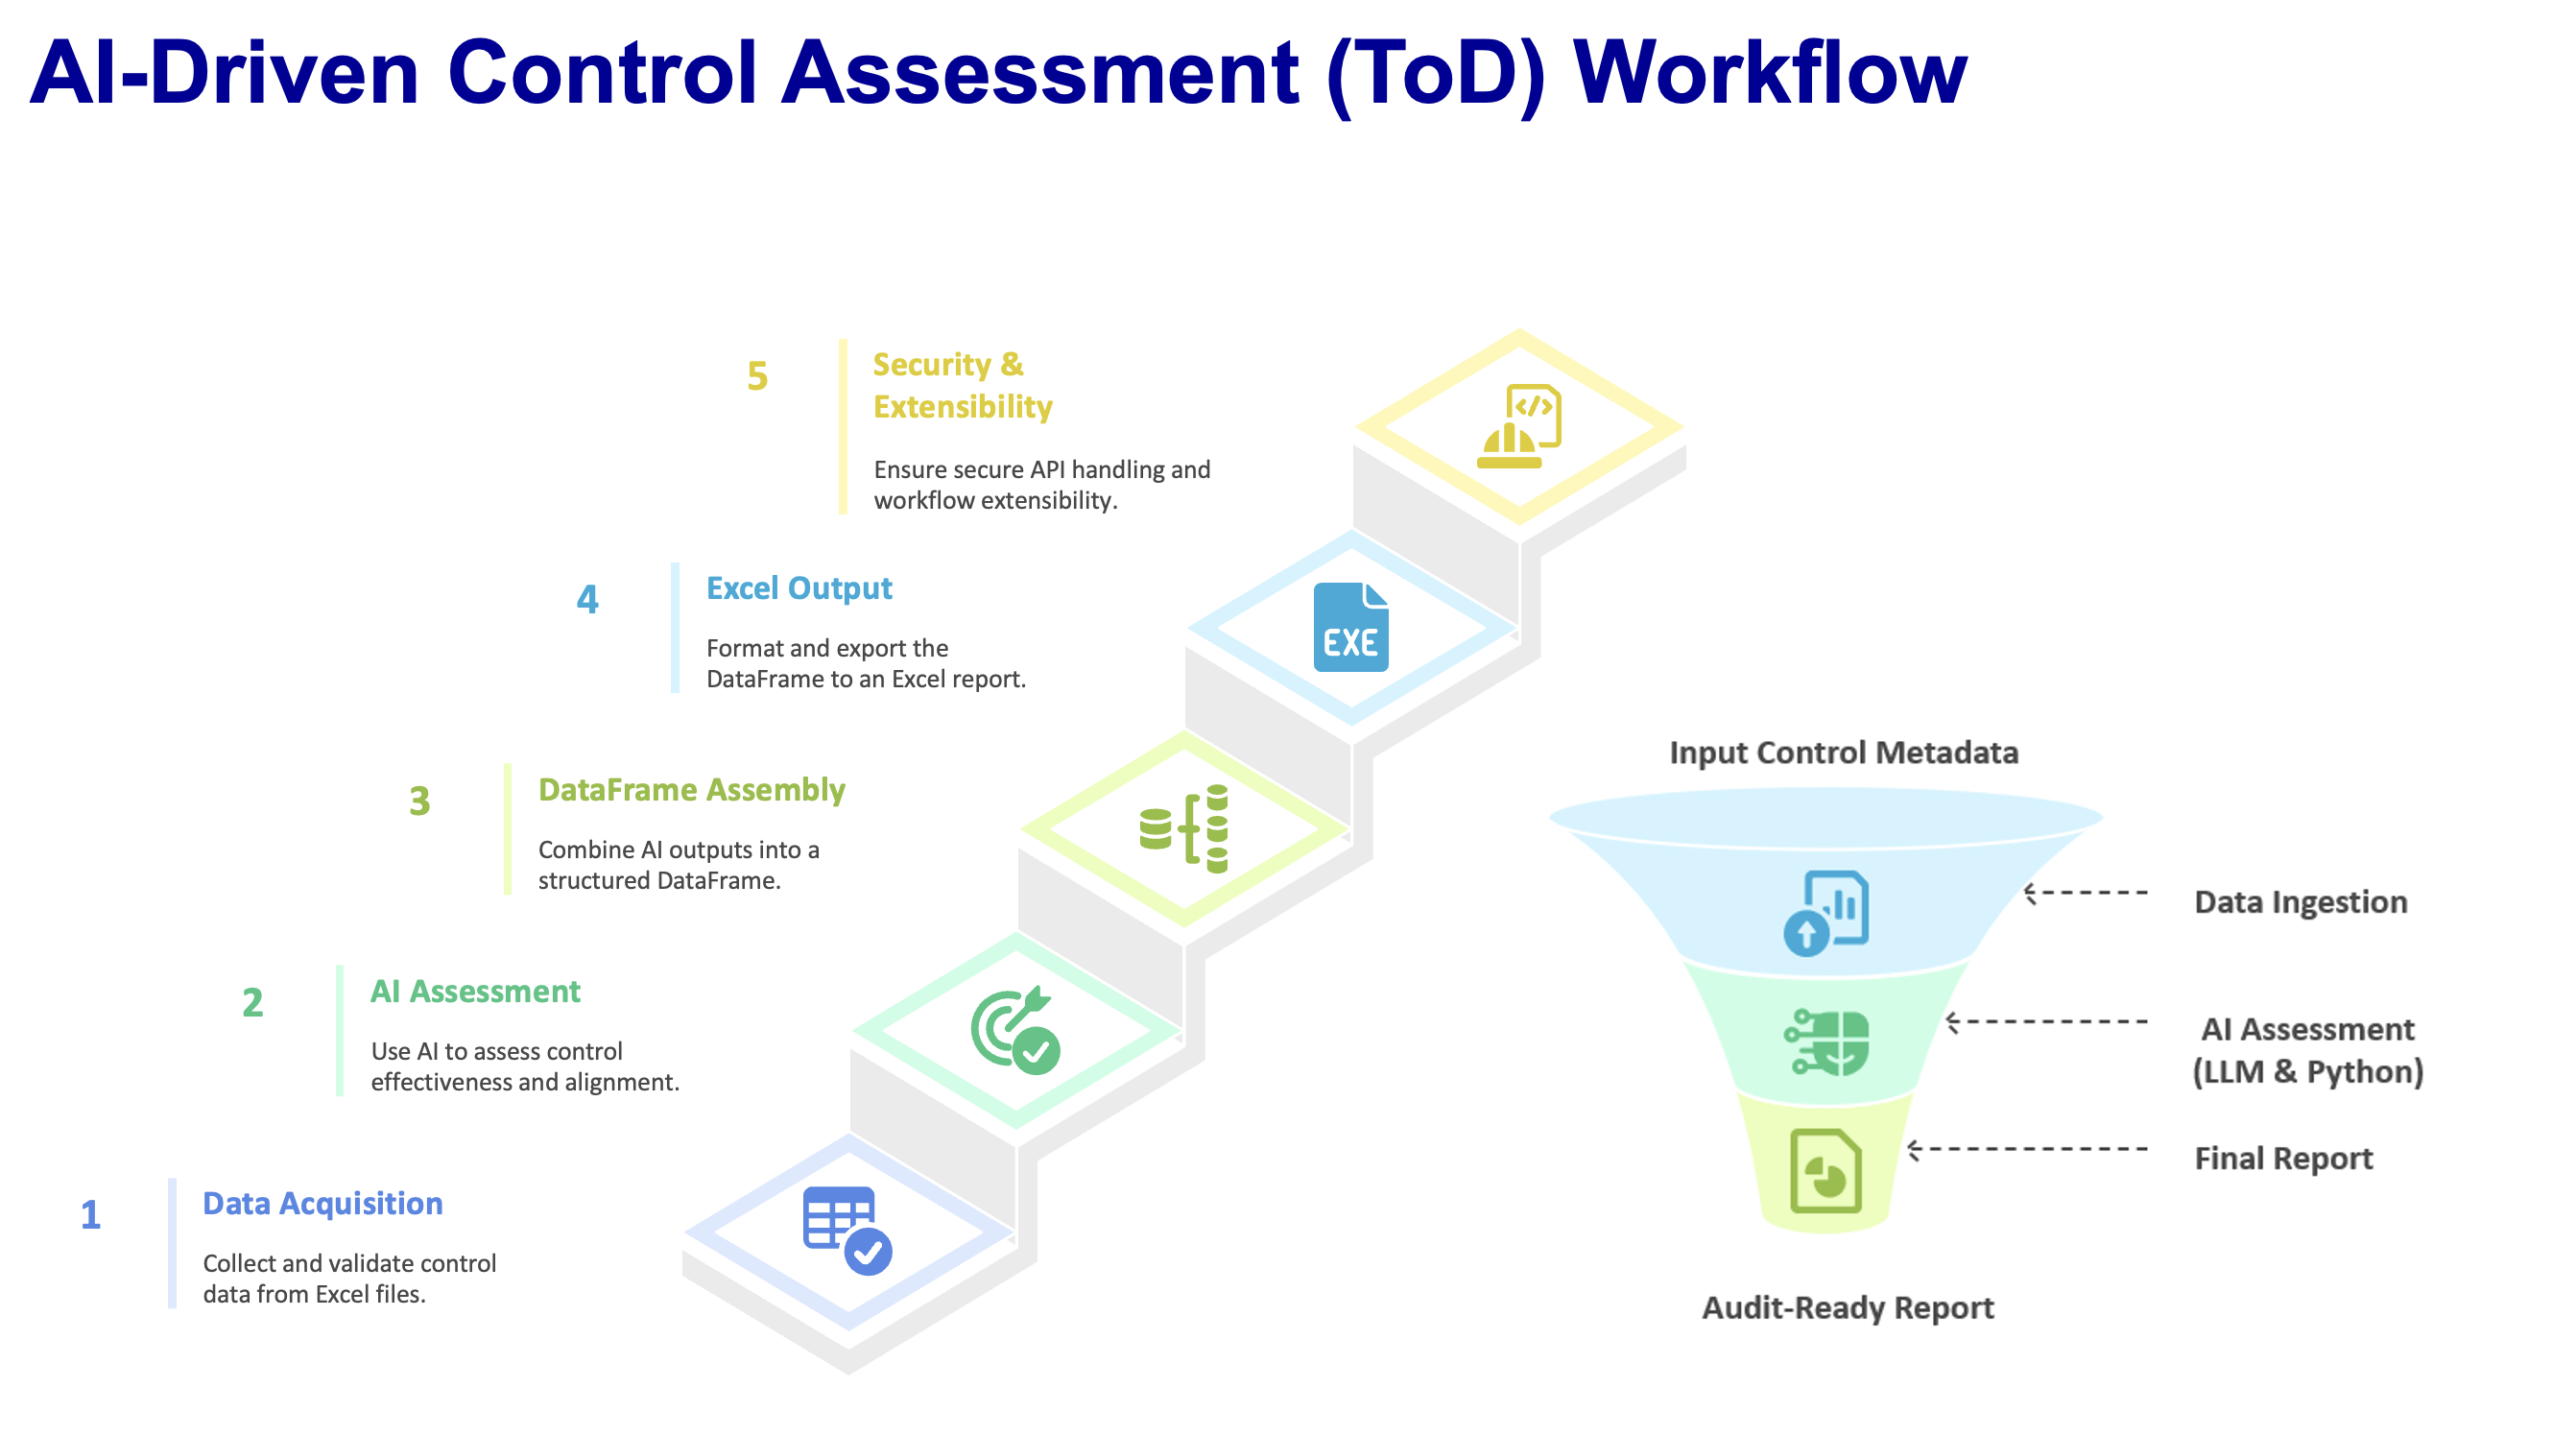 AI-Driven Control Assessment (ToD) Workflow
5
Security &
Extensibility
Ensure secure API handling and
workflow extensibility.
4
Excel Output
Format and export the
DataFrame to an Excel report.
EXE
3
DataFrame Assembly
Combine AI outputs into a
structured DataFrame.
2
AI Assessment
Use AI to assess control
effectiveness and alignment.
1
Data Acquisition
Collect and validate control
data from Excel files.
Input Control Metadata
Data Ingestion
AI Assessment
(LLM & Python)
Final Report
Audit-Ready Report